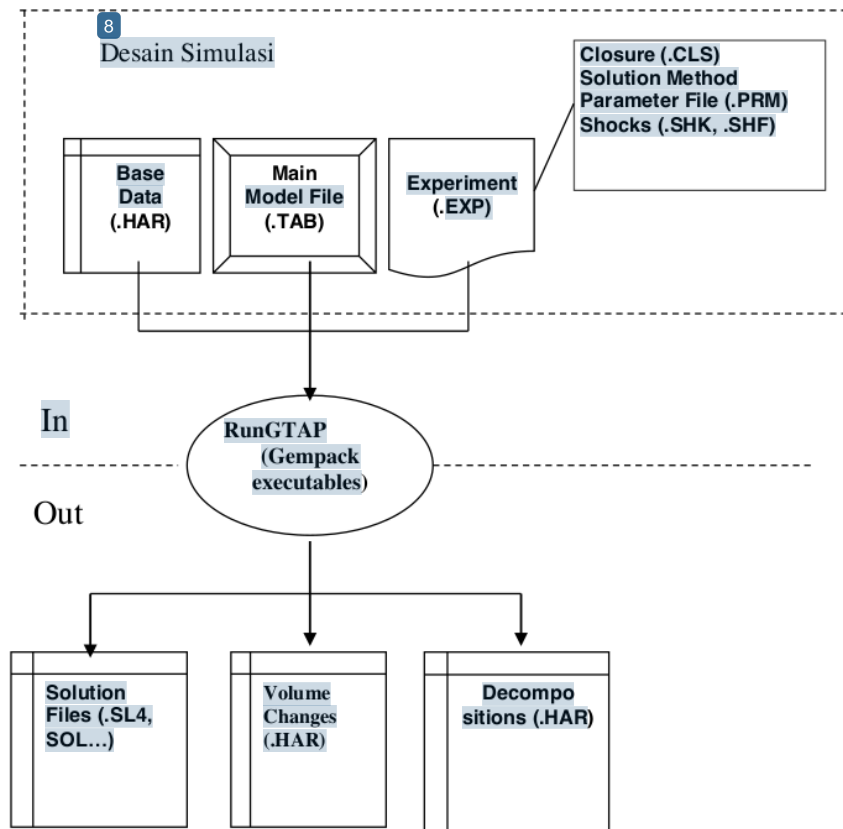 8
Desain Simulasi
Closure (.CLS)
Solution Method
Parameter File (.PRM)
Shocks (.SHK, .SHF)
Base
Data
(.HAR)
Main
Model File
(.TAB)
Experiment
(.EXP)
In
RunGTAP
(Gempack
executables)
Out
Solution
Files (.SL4,
SOL...)
Volume
Changes
(.HAR)
Decompo
sitions (.HAR)